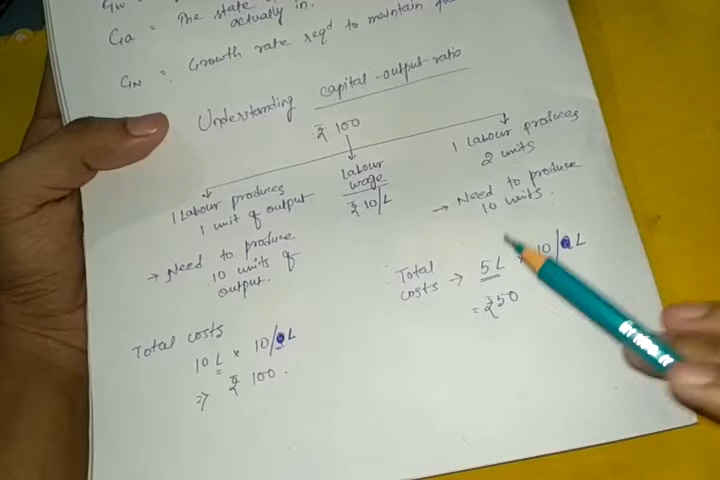 Gw =
Ga = The state
actually in.
GN = Growth rate reqd to maintain
Understanding capital-output-ratio
₹ 100
1 Labour produces
1 unit of output
→ Need to produce
10 units of
output.
Total costs
10 L × 10/L
⇒ ₹ 100.
Labour
wage
₹ 10/L
1 Labour produces
2 units
→ Need to produce
10 units.
Total
costs → 5L × 10/L
= ₹50